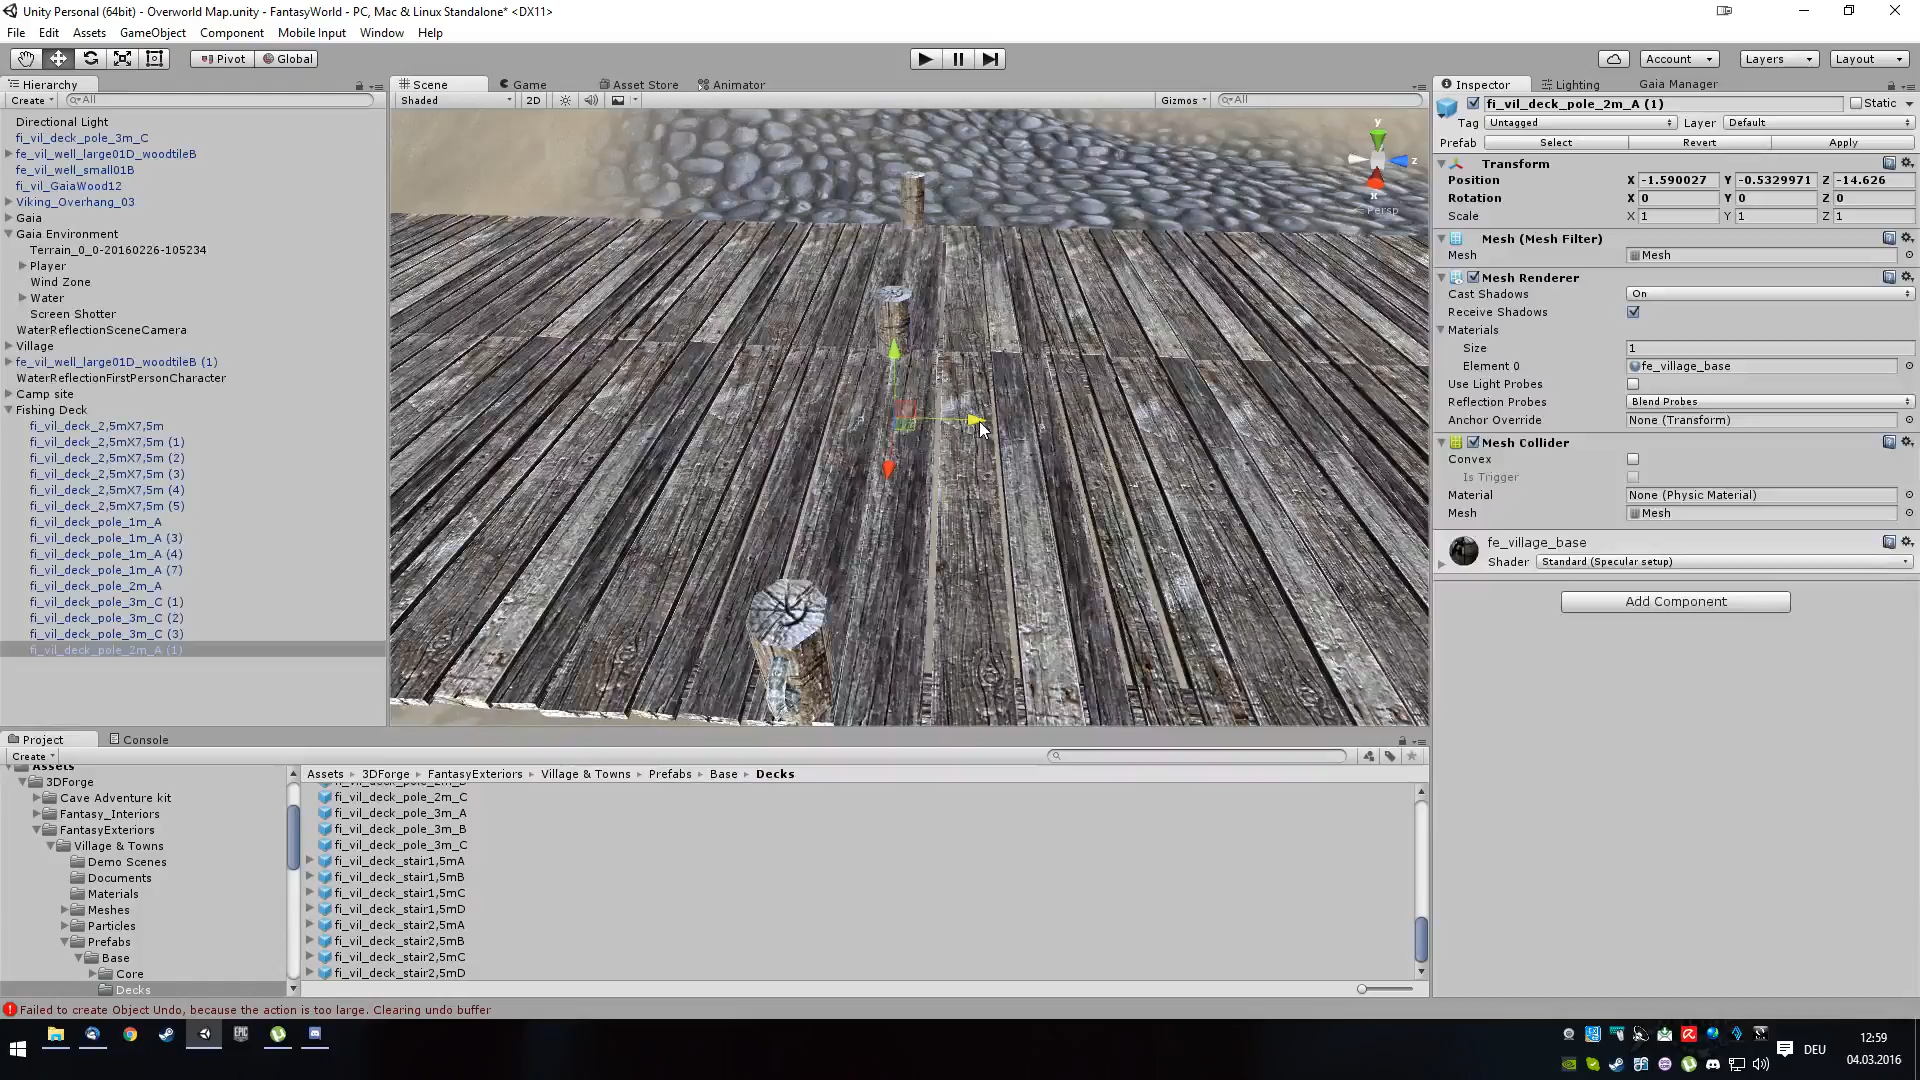 Unity Personal (64bit) - Overworld Map.unity - FantasyWorld - PC, Mac & Linux Standalone* <DX11>
File Edit Assets GameObject Component Mobile Input Window Help
Pivot Global Account Layers Layout
Hierarchy Scene Game Asset Store Animator Inspector Lighting Gaia Manager
Create All Shaded 2D Gizmos All
fi_vil_deck_pole_2m_A (1) Static
Tag Untagged Layer Default
Prefab Select Revert Apply
Transform
Position X -1.590027 Y -0.5329971 Z -14.626
Rotation X 0 Y 0 Z 0
Scale X 1 Y 1 Z 1
Mesh (Mesh Filter)
Mesh Mesh
Mesh Renderer
Cast Shadows On
Receive Shadows
Materials
Size 1
Element 0 fe_village_base
Use Light Probes
Reflection Probes Blend Probes
Anchor Override None (Transform)
Mesh Collider
Convex
Is Trigger
Material None (Physic Material)
Mesh Mesh
fe_village_base
Shader Standard (Specular setup)
Add Component
Directional Light
fi_vil_deck_pole_3m_C
fe_vil_well_large01D_woodtileB
fe_vil_well_small01B
fi_vil_GaiaWood12
Viking_Overhang_03
Gaia
Gaia Environment
Terrain_0_0-20160226-105234
Player
Wind Zone
Water
Screen Shotter
WaterReflectionSceneCamera
Village
fe_vil_well_large01D_woodtileB (1)
WaterReflectionFirstPersonCharacter
Camp site
Fishing Deck
fi_vil_deck_2,5mX7,5m
fi_vil_deck_2,5mX7,5m (1)
fi_vil_deck_2,5mX7,5m (2)
fi_vil_deck_2,5mX7,5m (3)
fi_vil_deck_2,5mX7,5m (4)
fi_vil_deck_2,5mX7,5m (5)
fi_vil_deck_pole_1m_A
fi_vil_deck_pole_1m_A (3)
fi_vil_deck_pole_1m_A (4)
fi_vil_deck_pole_1m_A (7)
fi_vil_deck_pole_2m_A
fi_vil_deck_pole_3m_C (1)
fi_vil_deck_pole_3m_C (2)
fi_vil_deck_pole_3m_C (3)
fi_vil_deck_pole_2m_A (1)
y
z
x
Persp
Project Console
Create
Assets
3DForge
Cave Adventure kit
Fantasy_Interiors
FantasyExteriors
Village & Towns
Demo Scenes
Documents
Materials
Meshes
Particles
Prefabs
Base
Core
Decks
Assets 3DForge FantasyExteriors Village & Towns Prefabs Base Decks
fi_vil_deck_pole_2m_C
fi_vil_deck_pole_3m_A
fi_vil_deck_pole_3m_B
fi_vil_deck_pole_3m_C
fi_vil_deck_stair1,5mA
fi_vil_deck_stair1,5mB
fi_vil_deck_stair1,5mC
fi_vil_deck_stair1,5mD
fi_vil_deck_stair2,5mA
fi_vil_deck_stair2,5mB
fi_vil_deck_stair2,5mC
fi_vil_deck_stair2,5mD
Failed to create Object Undo, because the action is too large. Clearing undo buffer
EPIC
DEU
12:59
04.03.2016